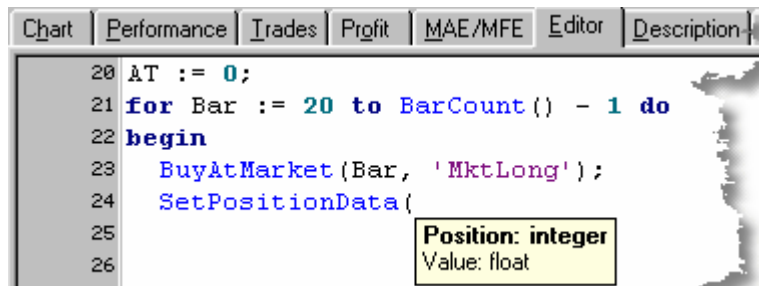 Chart Performance Trades Profit MAE/MFE Editor Description
20 AT := 0;
21 for Bar := 20 to BarCount() - 1 do
22 begin
23 BuyAtMarket(Bar, 'MktLong');
24 SetPositionData(
25 Position: integer
26 Value: float